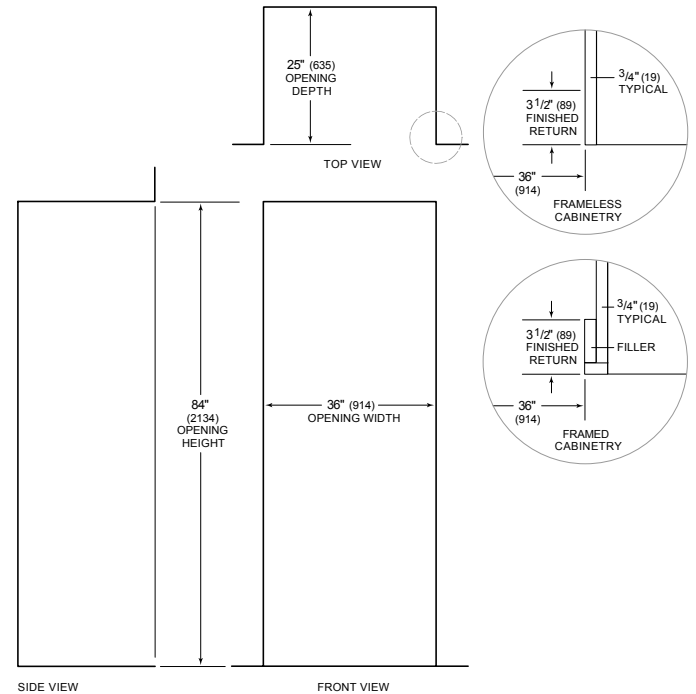 25" (635)
OPENING
DEPTH
TOP VIEW
3/4" (19)
TYPICAL
3 1/2" (89)
FINISHED
RETURN
36"
(914)
FRAMELESS
CABINETRY
3/4" (19)
TYPICAL
3 1/2" (89)
FINISHED
RETURN
FILLER
36"
(914)
FRAMED
CABINETRY
84"
(2134)
OPENING
HEIGHT
36" (914)
OPENING WIDTH
SIDE VIEW
FRONT VIEW